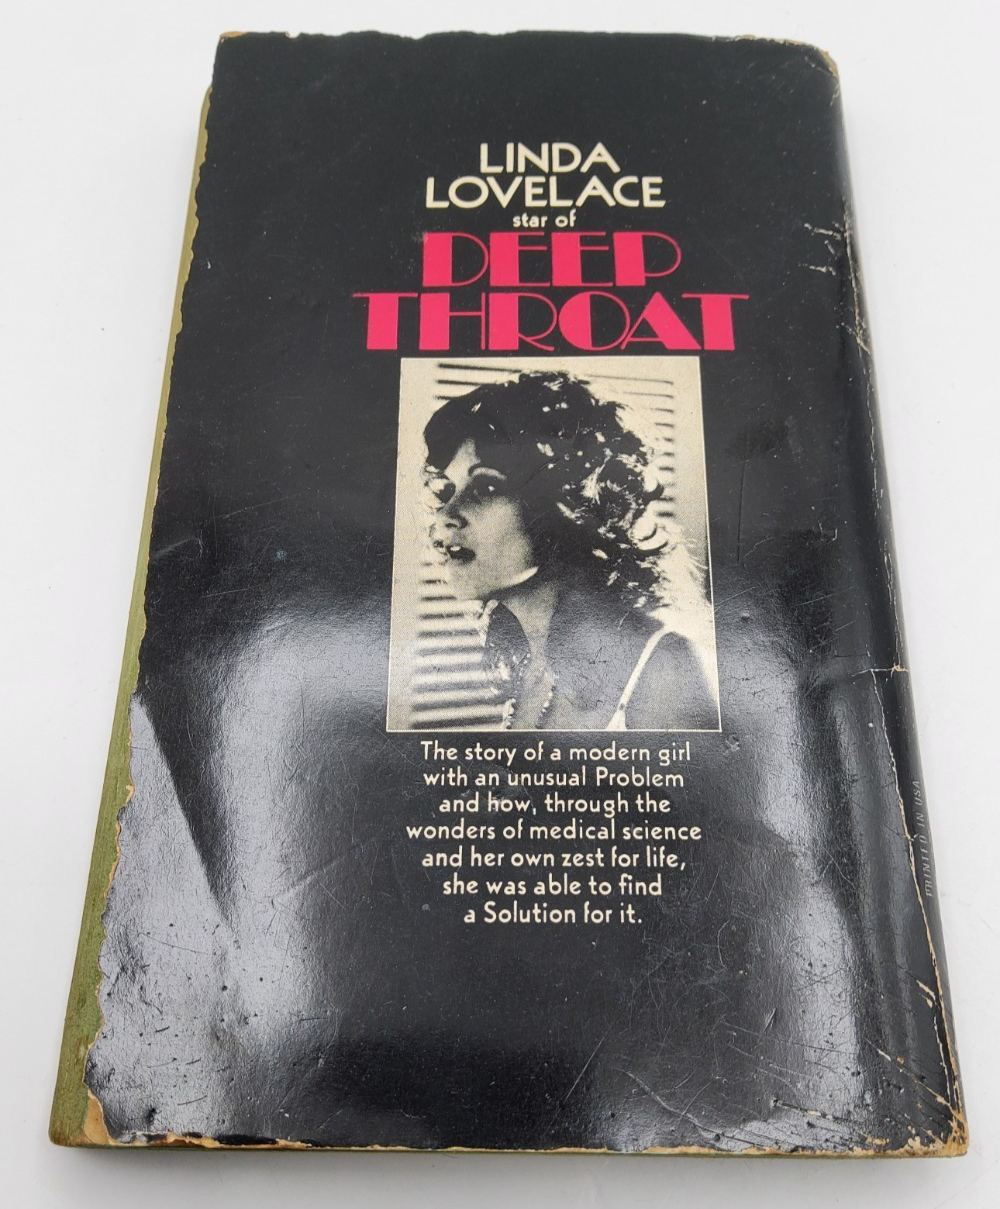 LINDA
LOVELACE
star of
DEEP
THROAT
The story of a modern girl
with an unusual Problem
and how, through the
wonders of medical science
and her own zest for life,
she was able to find
a Solution for it.
PRINTED IN USA